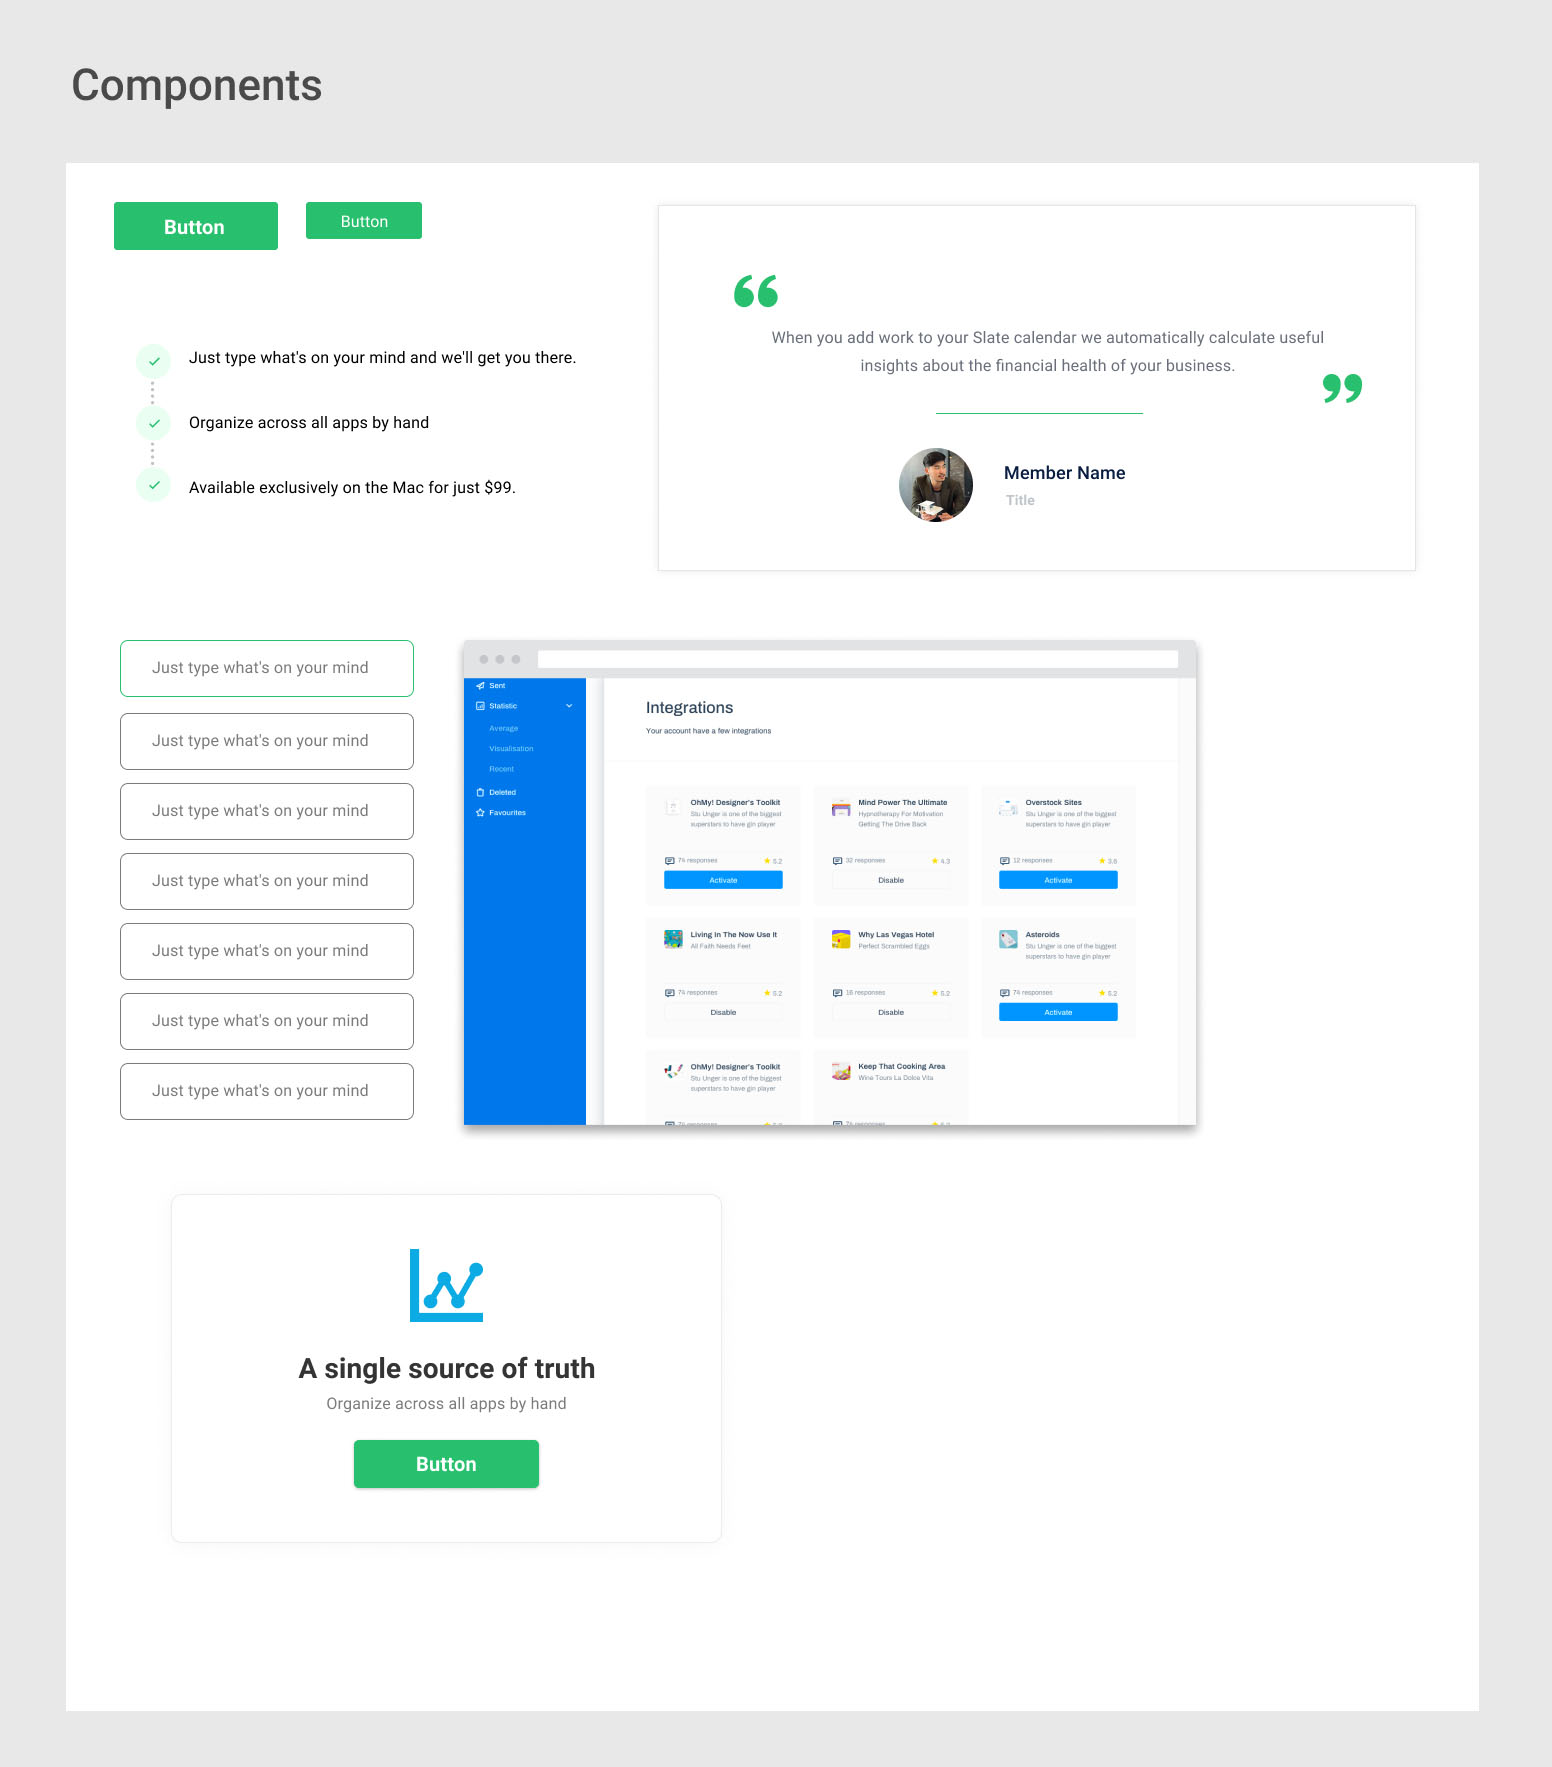 Components
Button
Button
Just type what's on your mind and we'll get you there.
Organize across all apps by hand
Available exclusively on the Mac for just $99.
When you add work to your Slate calendar we automatically calculate useful
insights about the financial health of your business.
Member Name
Title
Just type what's on your mind
Just type what's on your mind
Just type what's on your mind
Just type what's on your mind
Just type what's on your mind
Just type what's on your mind
Just type what's on your mind
Sent
Statistic
Average
Visualisation
Recent
Deleted
Favourites
Integrations
Your account have a few integrations
OhMy! Designer's Toolkit
Stu Unger is one of the biggest
superstars to have gin player
74 responses
5.2
Activate
Mind Power The Ultimate
Hypnotherapy For Motivation
Getting The Drive Back
32 responses
4.3
Disable
Overstock Sites
Stu Unger is one of the biggest
superstars to have gin player
12 responses
3.6
Activate
Living In The Now Use It
All Faith Needs Feet
74 responses
5.2
Disable
Why Las Vegas Hotel
Perfect Scrambled Eggs
16 responses
5.2
Disable
Asteroids
Stu Unger is one of the biggest
superstars to have gin player
74 responses
5.2
Activate
OhMy! Designer's Toolkit
Stu Unger is one of the biggest
superstars to have gin player
Keep That Cooking Area
Wine Tours La Dolce Vita
A single source of truth
Organize across all apps by hand
Button